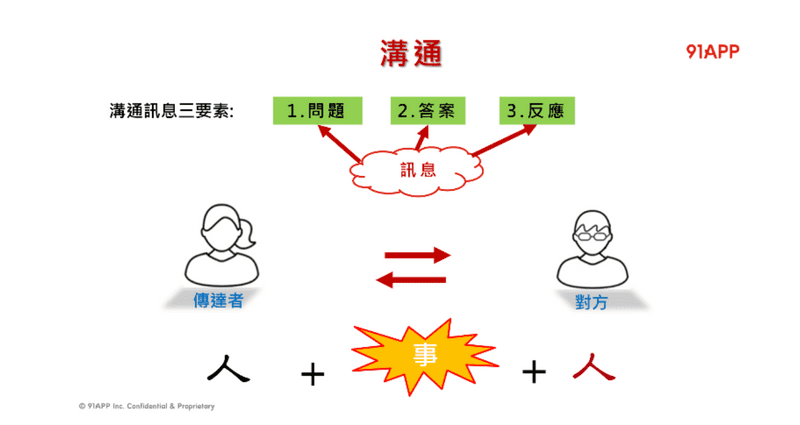 溝通
91APP
溝通訊息三要素:
1.問題
2.答案
3.反應
訊息
傳達者
對方
人 + 事 + 人
© 91APP Inc. Confidential & Proprietary